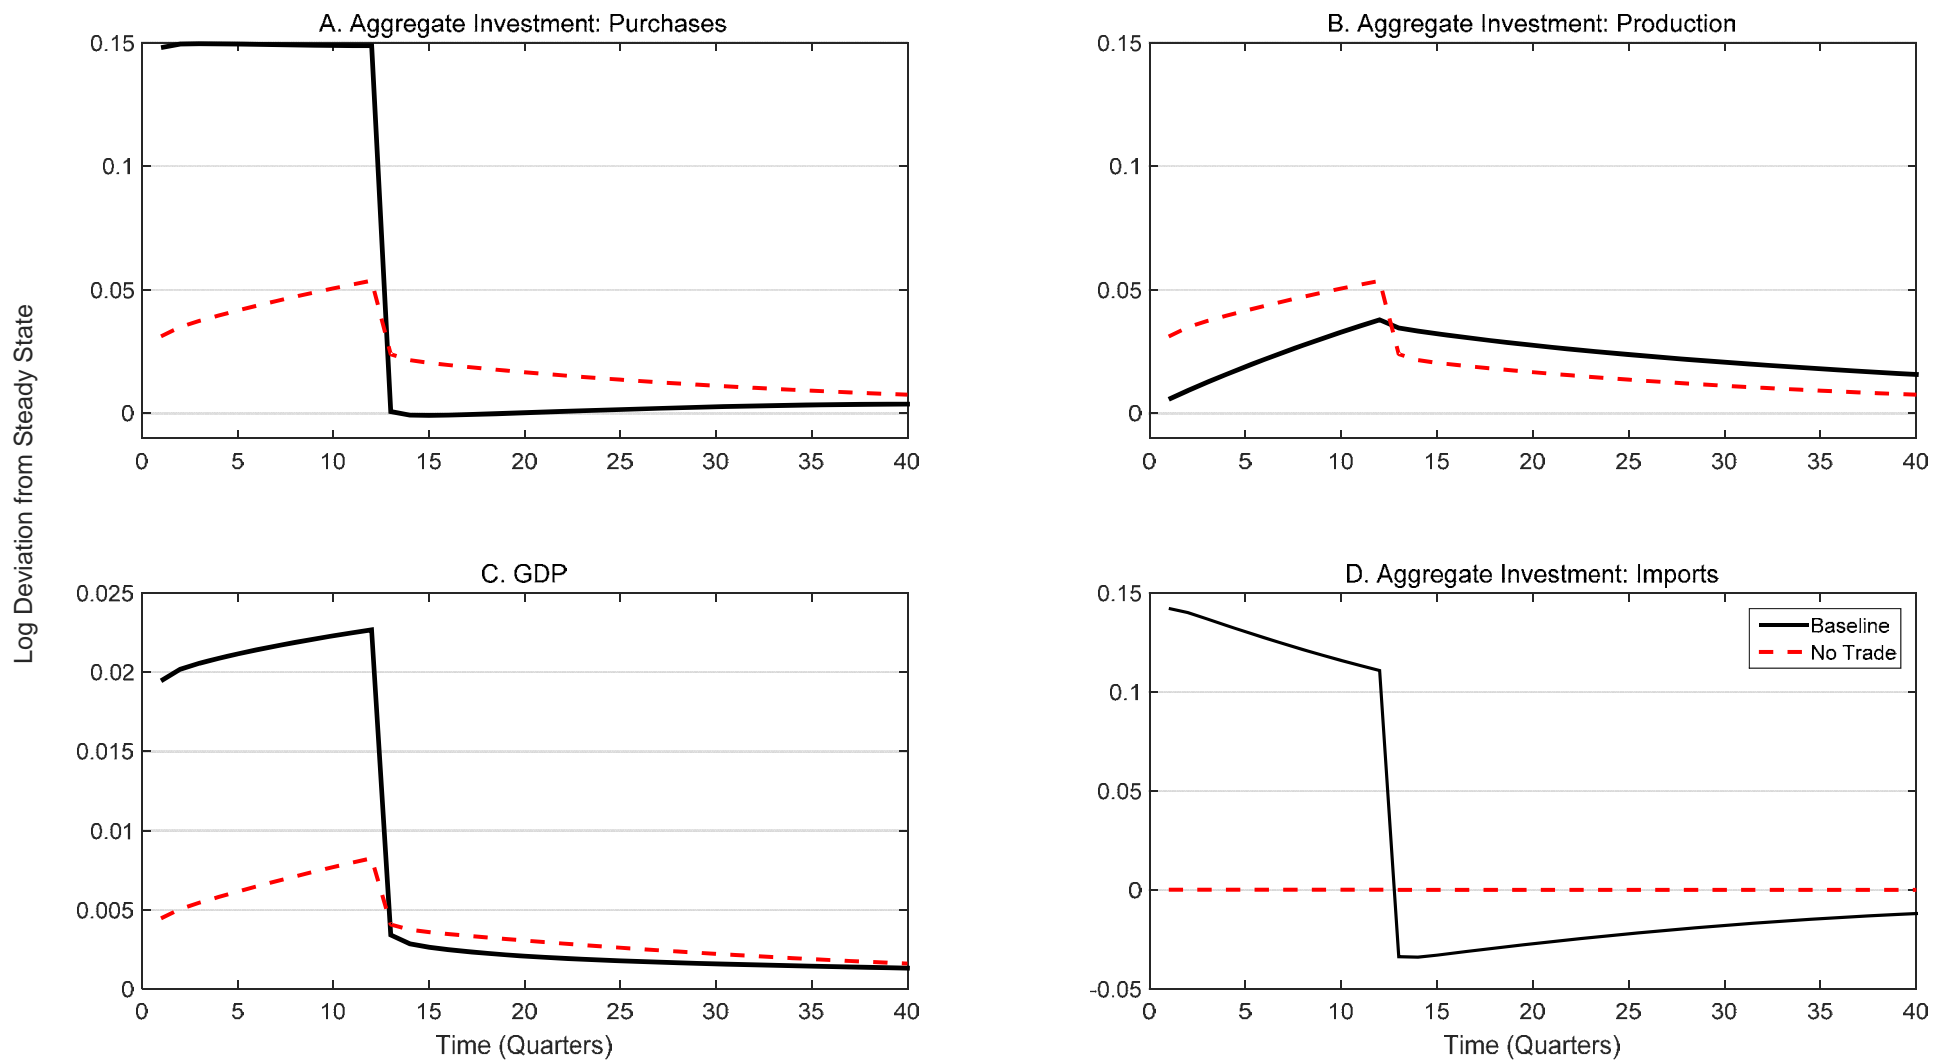 A. Aggregate Investment: Purchases
0.15
0.1
0.05
0
0 5 10 15 20 25 30 35 40
B. Aggregate Investment: Production
0.15
0.1
0.05
0
0 5 10 15 20 25 30 35 40
Log Deviation from Steady State
C. GDP
0.025
0.02
0.015
0.01
0.005
0
0 5 10 15 20 25 30 35 40
Time (Quarters)
D. Aggregate Investment: Imports
0.15
0.1
0.05
0
-0.05
0 5 10 15 20 25 30 35 40
Time (Quarters)
Baseline
No Trade